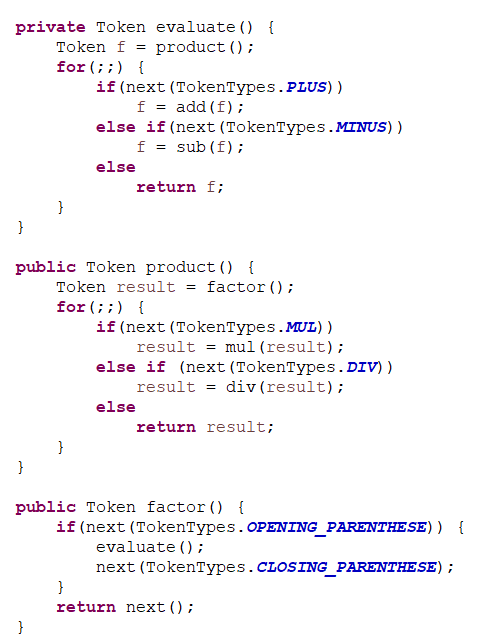 private Token evaluate() {
    Token f = product();
    for(;;) {
        if(next(TokenTypes.PLUS))
            f = add(f);
        else if(next(TokenTypes.MINUS))
            f = sub(f);
        else
            return f;
    }
}

public Token product() {
    Token result = factor();
    for(;;) {
        if(next(TokenTypes.MUL))
            result = mul(result);
        else if (next(TokenTypes.DIV))
            result = div(result);
        else
            return result;
    }
}

public Token factor() {
    if(next(TokenTypes.OPENING_PARENTHESE)) {
        evaluate();
        next(TokenTypes.CLOSING_PARENTHESE);
    }
    return next();
}